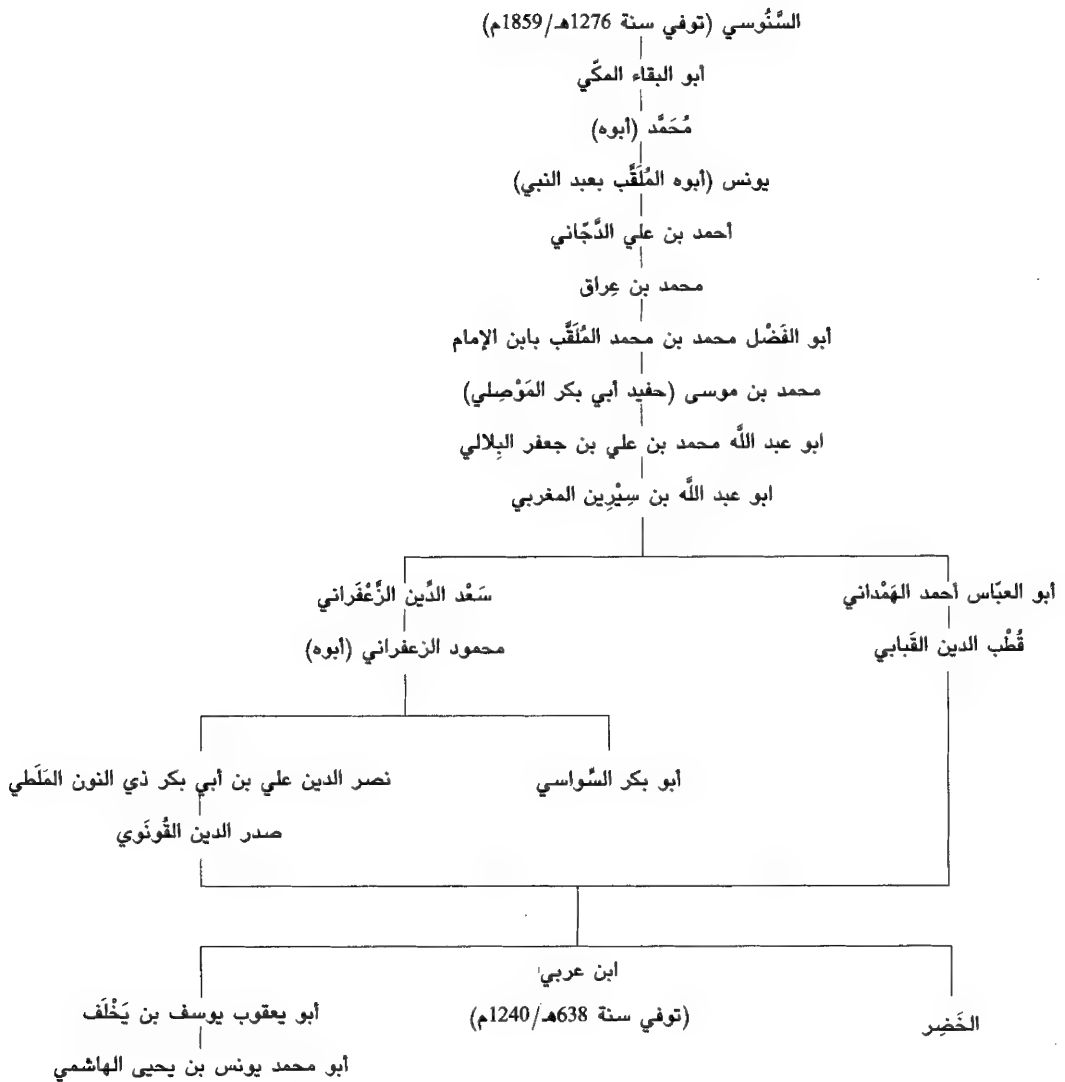 السَّنُوسي (توفي سنة 1276هـ/1859م)
أبو البقاء المكّي
مُحَمَّد (أبوه)
يونس (أبوه المُلَقَّب بعبد النبي)
أحمد بن علي الدَّجّاني
محمد بن عِراق
أبو الفَضْل محمد بن محمد المُلَقَّب بابن الإمام
محمد بن موسى (حفيد أبي بكر المَوْصِلي)
ابو عبد اللَّه محمد بن علي بن جعفر البِلالي
ابو عبد اللَّه بن سِيْرِين المغربي
أبو العبّاس أحمد الهَمْداني
سَعْد الدِّين الزَّعْفَراني
قُطْب الدين القَبابي
محمود الزعفراني (أبوه)
أبو بكر السِّواسي
نصر الدين علي بن أبي بكر ذي النون المَلَطي
صدر الدين القُونَوي
ابن عربي
(توفي سنة 638هـ/1240م)
الخَضِر
أبو يعقوب يوسف بن يَخْلَف
أبو محمد يونس بن يحيى الهاشمي